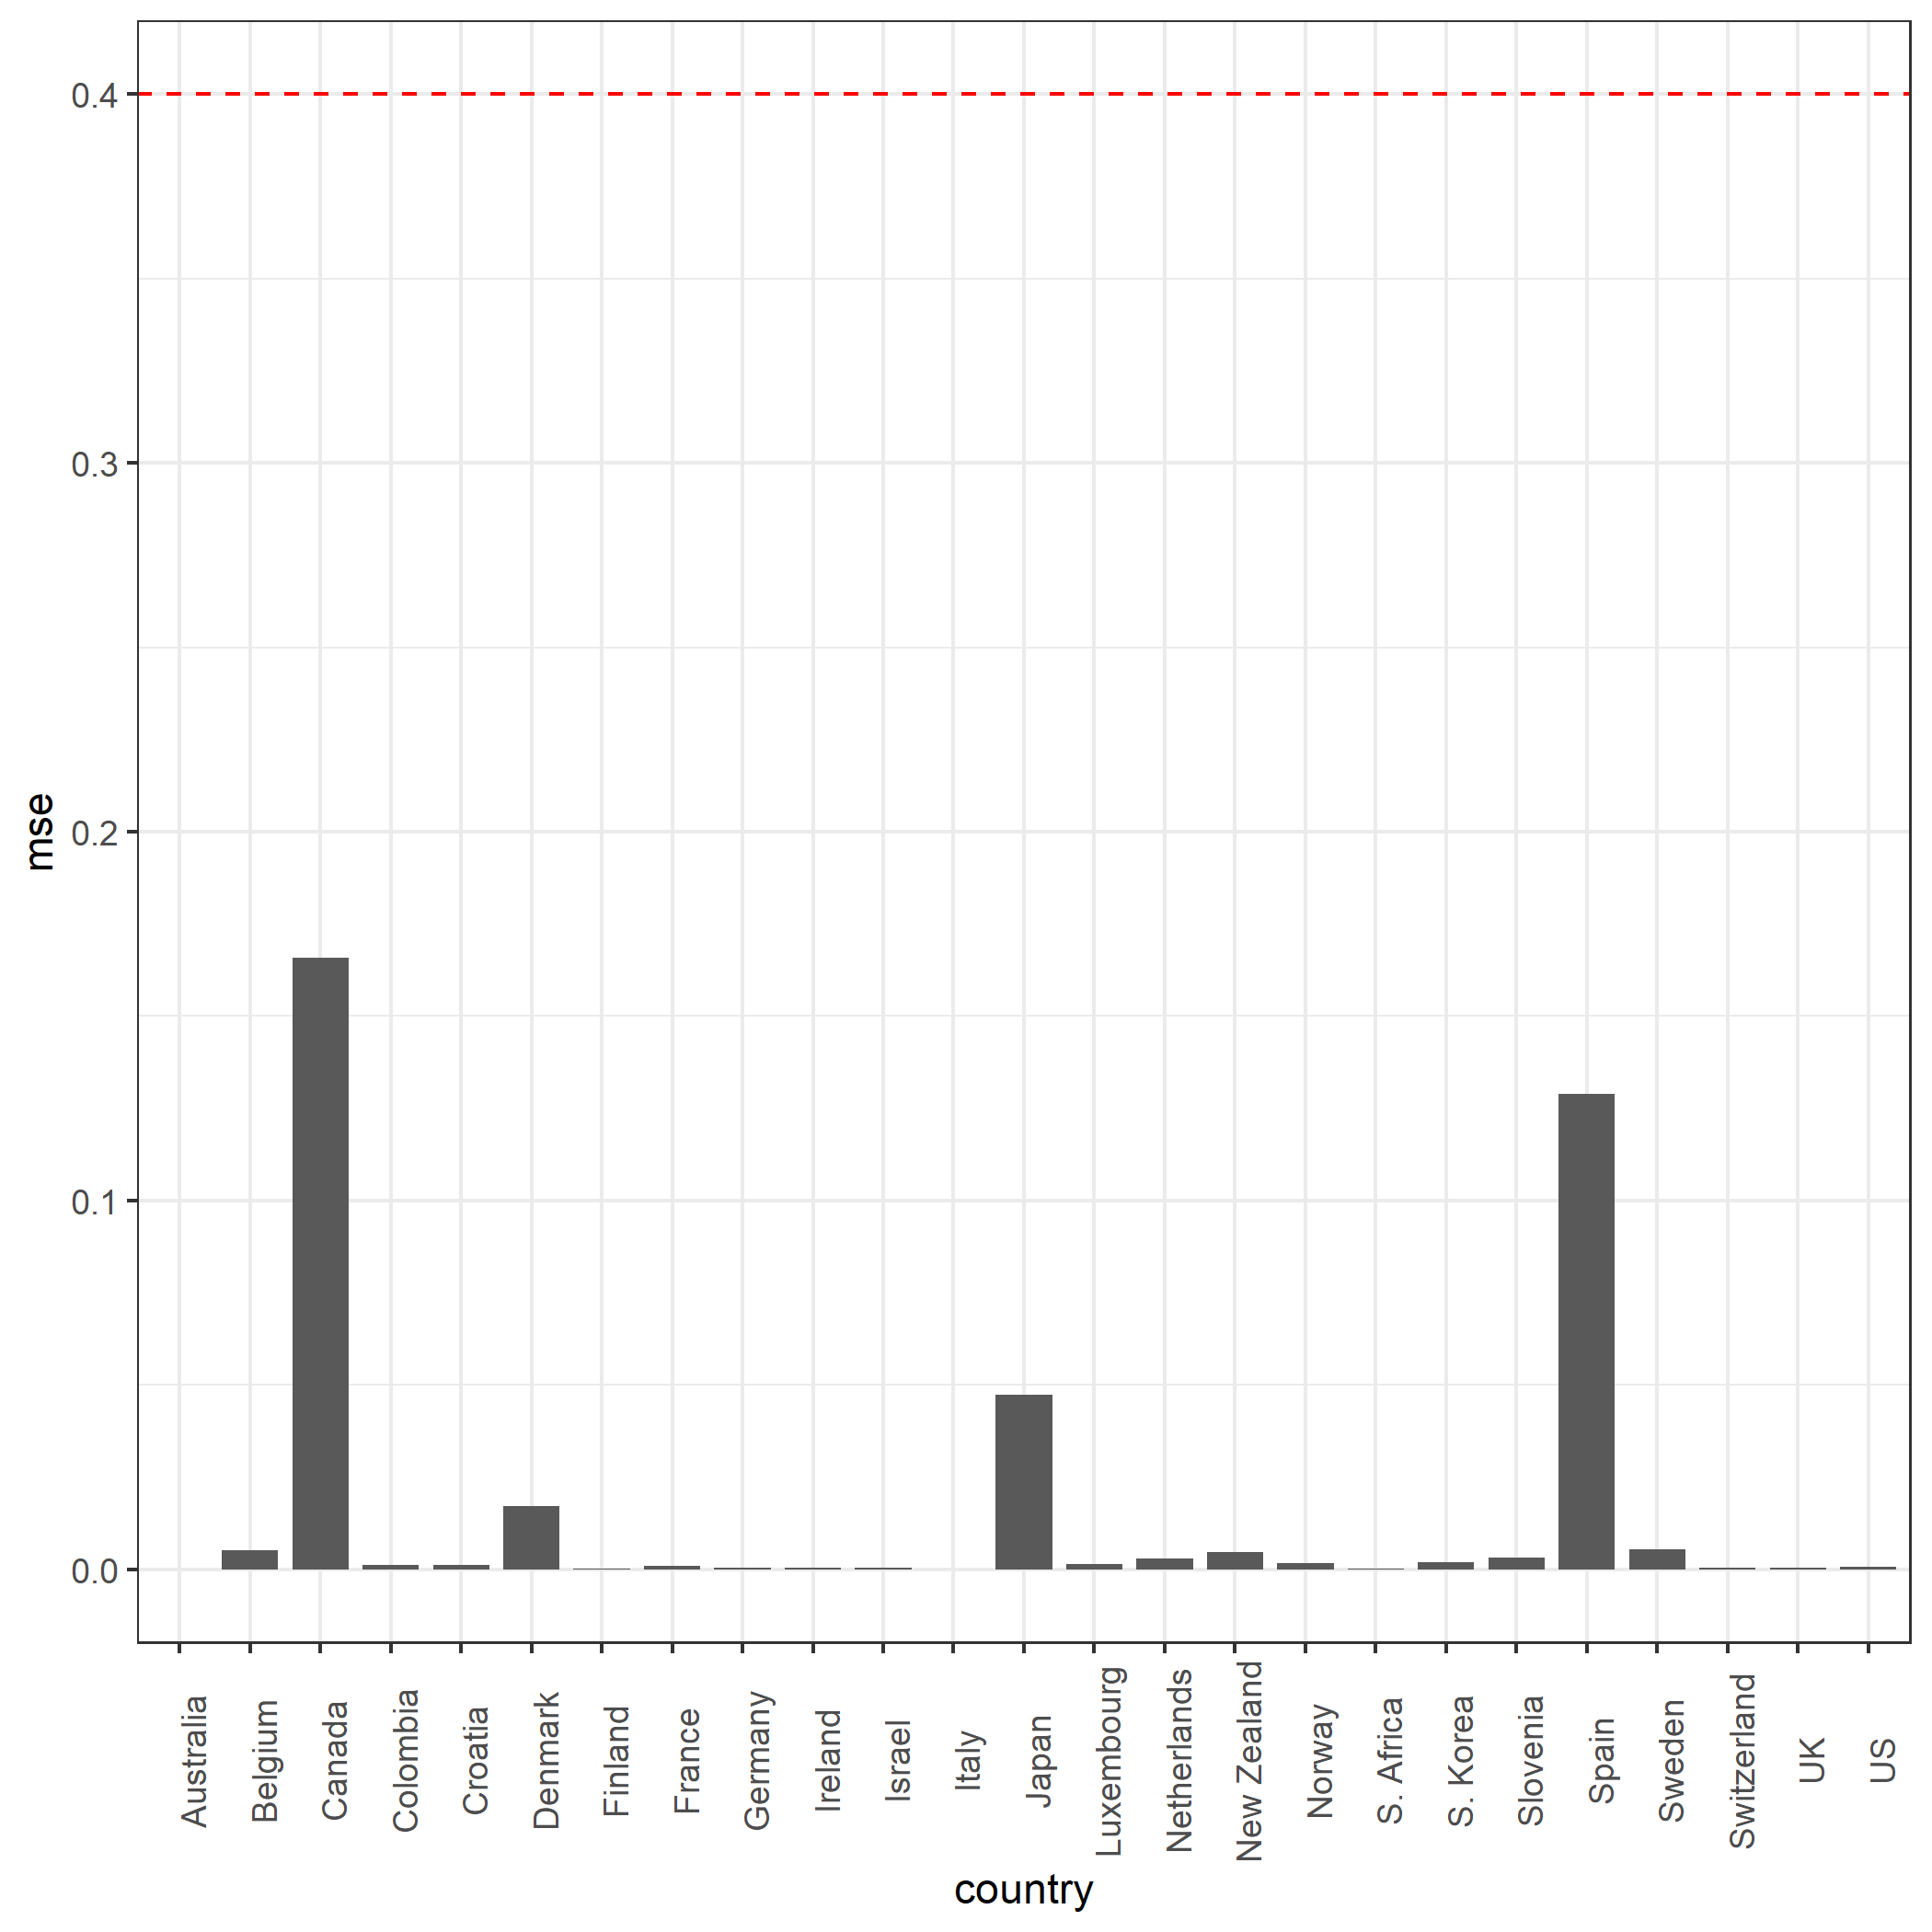 0.4
0.3
0.2
0.1
0.0
mse
Australia
Belgium
Canada
Colombia
Croatia
Denmark
Finland
France
Germany
Ireland
Israel
Italy
Japan
Luxembourg
Netherlands
New Zealand
Norway
S. Africa
S. Korea
Slovenia
Spain
Sweden
Switzerland
UK
US
country